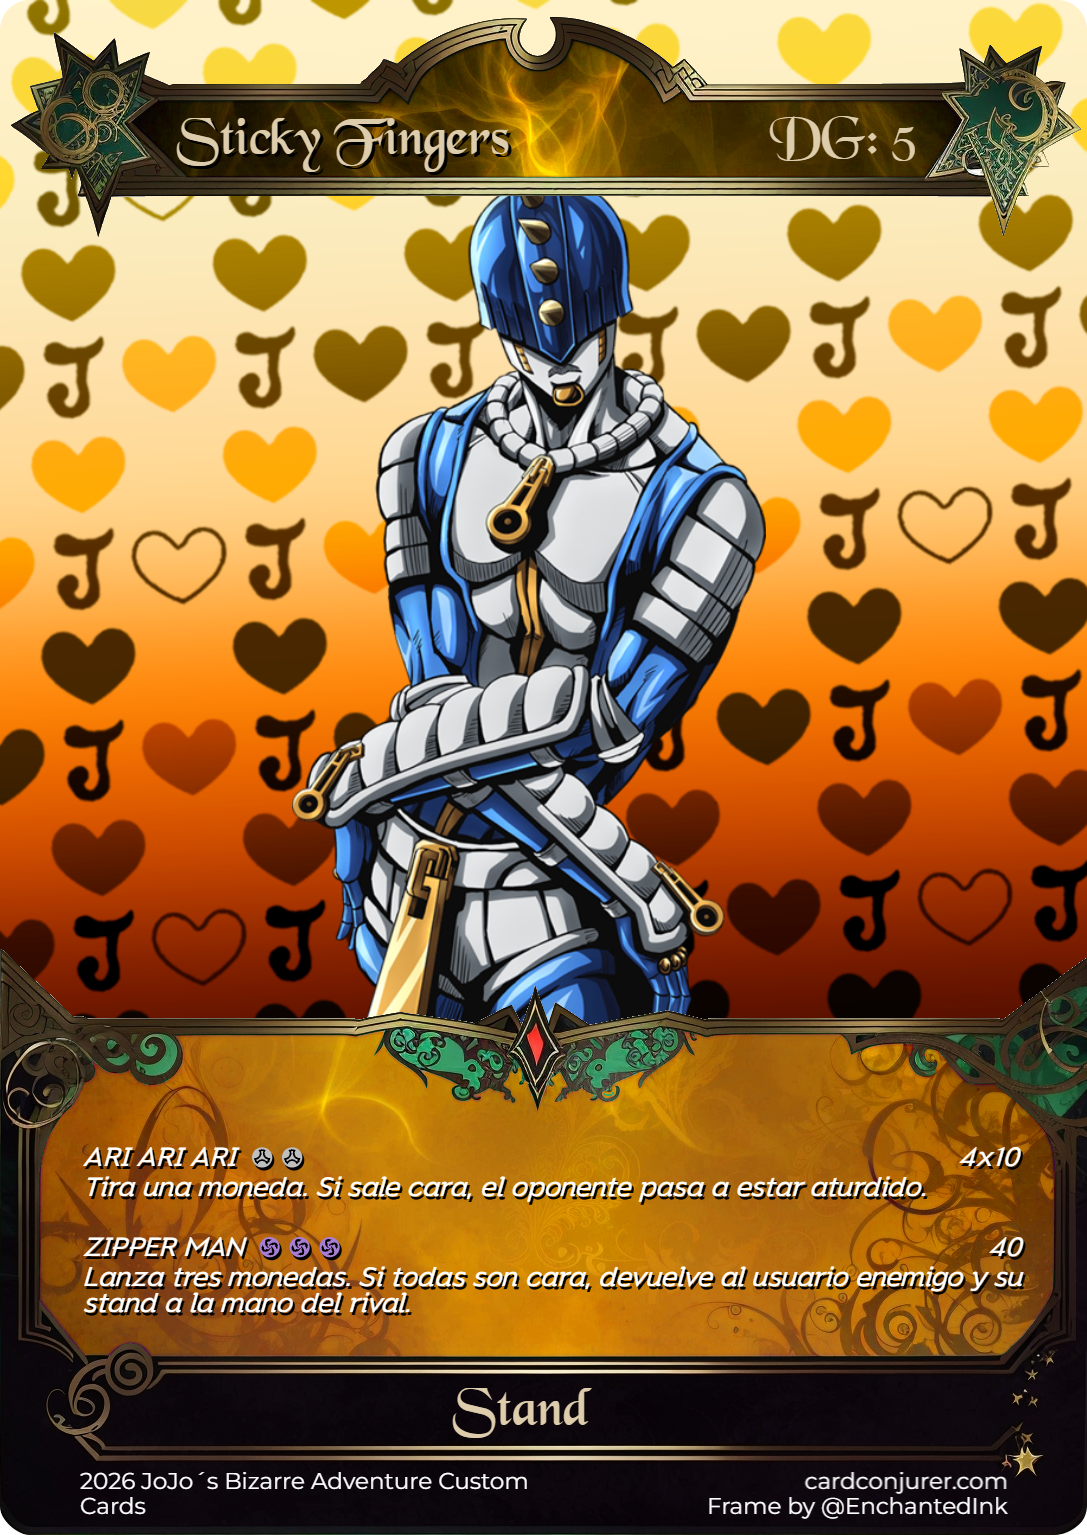 Sticky Fingers DG: 5
ARI ARI ARI 4x10
Tira una moneda. Si sale cara, el oponente pasa a estar aturdido.
ZIPPER MAN 40
Lanza tres monedas. Si todas son cara, devuelve al usuario enemigo y su
stand a la mano del rival.
Stand
2026 JoJo´s Bizarre Adventure Custom
Cards
cardconjurer.com
Frame by @EnchantedInk